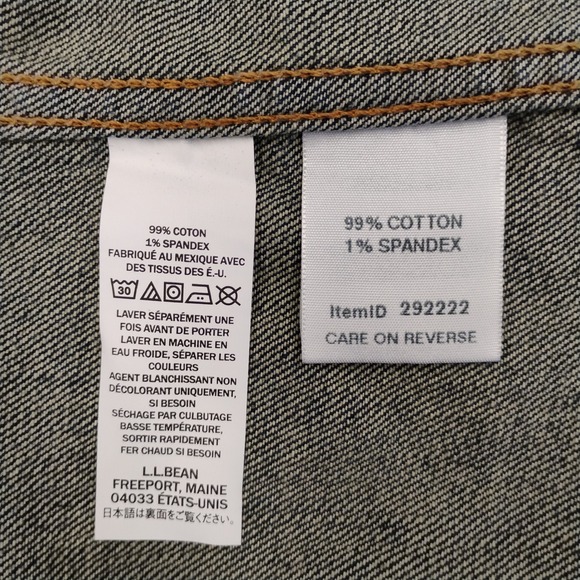 99% COTON
1% SPANDEX
FABRIQUÉ AU MEXIQUE AVEC
DES TISSUS DES É.-U.
30
LAVER SÉPARÉMENT UNE
FOIS AVANT DE PORTER
LAVER EN MACHINE EN
EAU FROIDE, SÉPARER LES
COULEURS
AGENT BLANCHISSANT NON
DÉCOLORANT UNIQUEMENT,
SI BESOIN
SÉCHAGE PAR CULBUTAGE
BASSE TEMPÉRATURE,
SORTIR RAPIDEMENT
FER CHAUD SI BESOIN
L.L.BEAN
FREEPORT, MAINE
04033 ÉTATS-UNIS
日本語は裏面をご覧ください。
99% COTTON
1% SPANDEX
ItemID 292222
CARE ON REVERSE